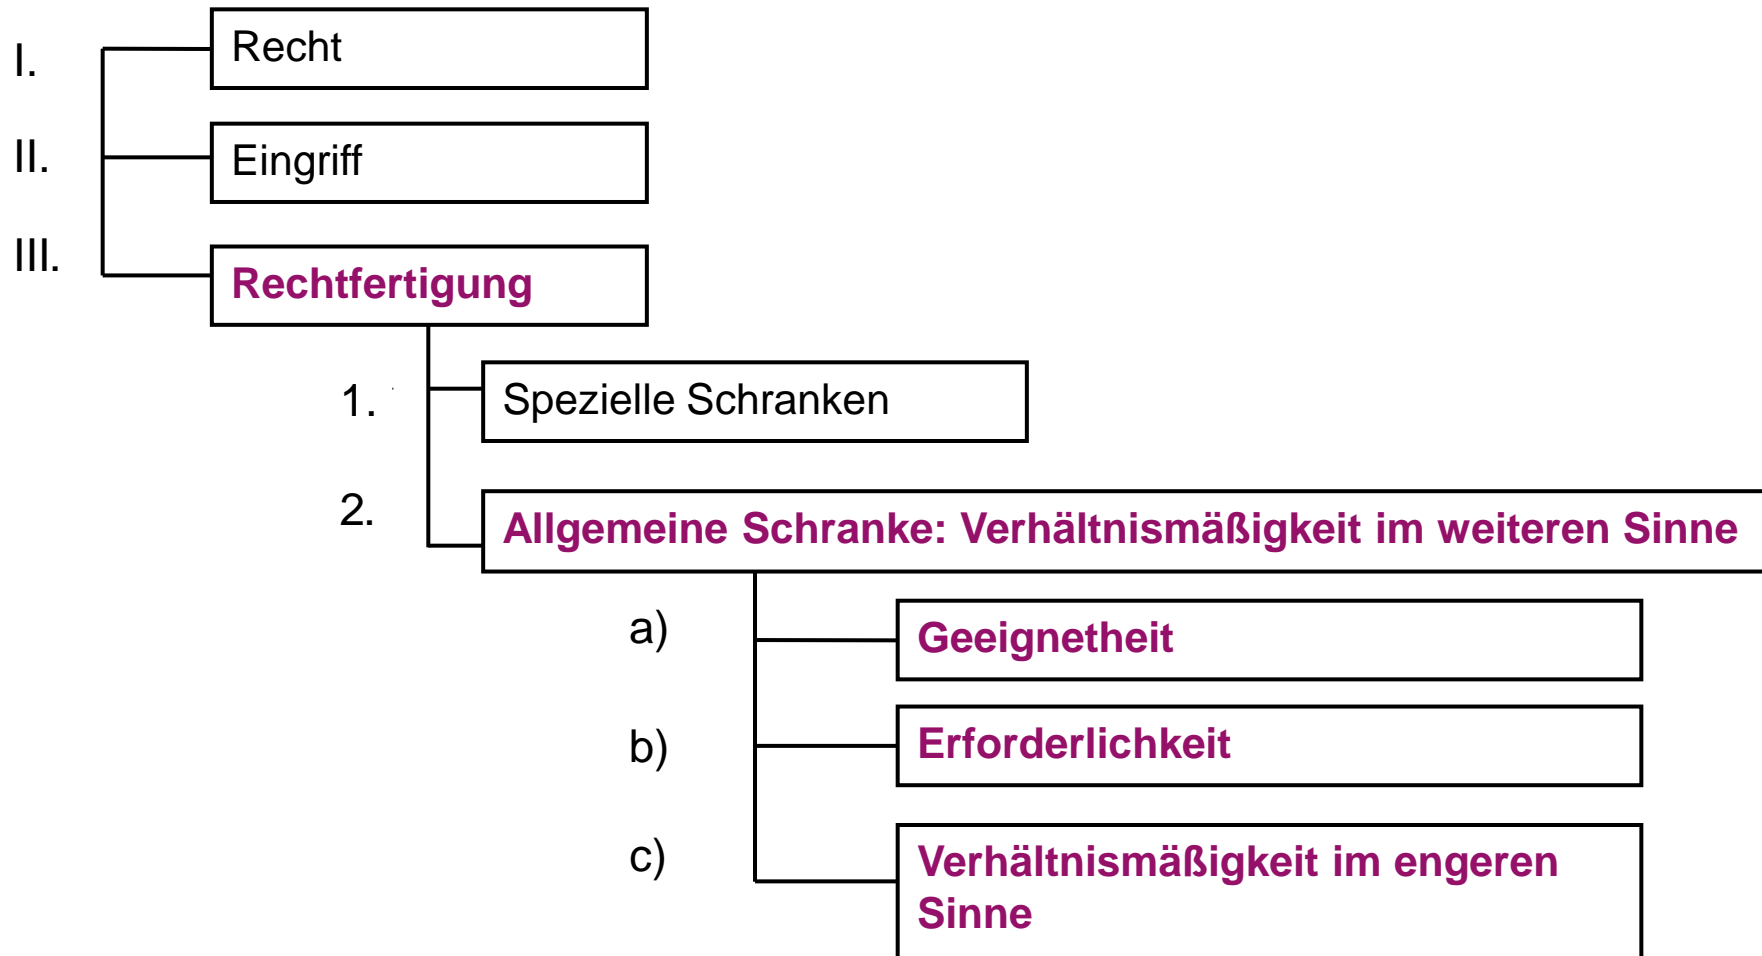 I. Recht
II. Eingriff
III. Rechtfertigung
1. Spezielle Schranken
2. Allgemeine Schranke: Verhältnismäßigkeit im weiteren Sinne
a) Geeignetheit
b) Erforderlichkeit
c) Verhältnismäßigkeit im engeren
Sinne